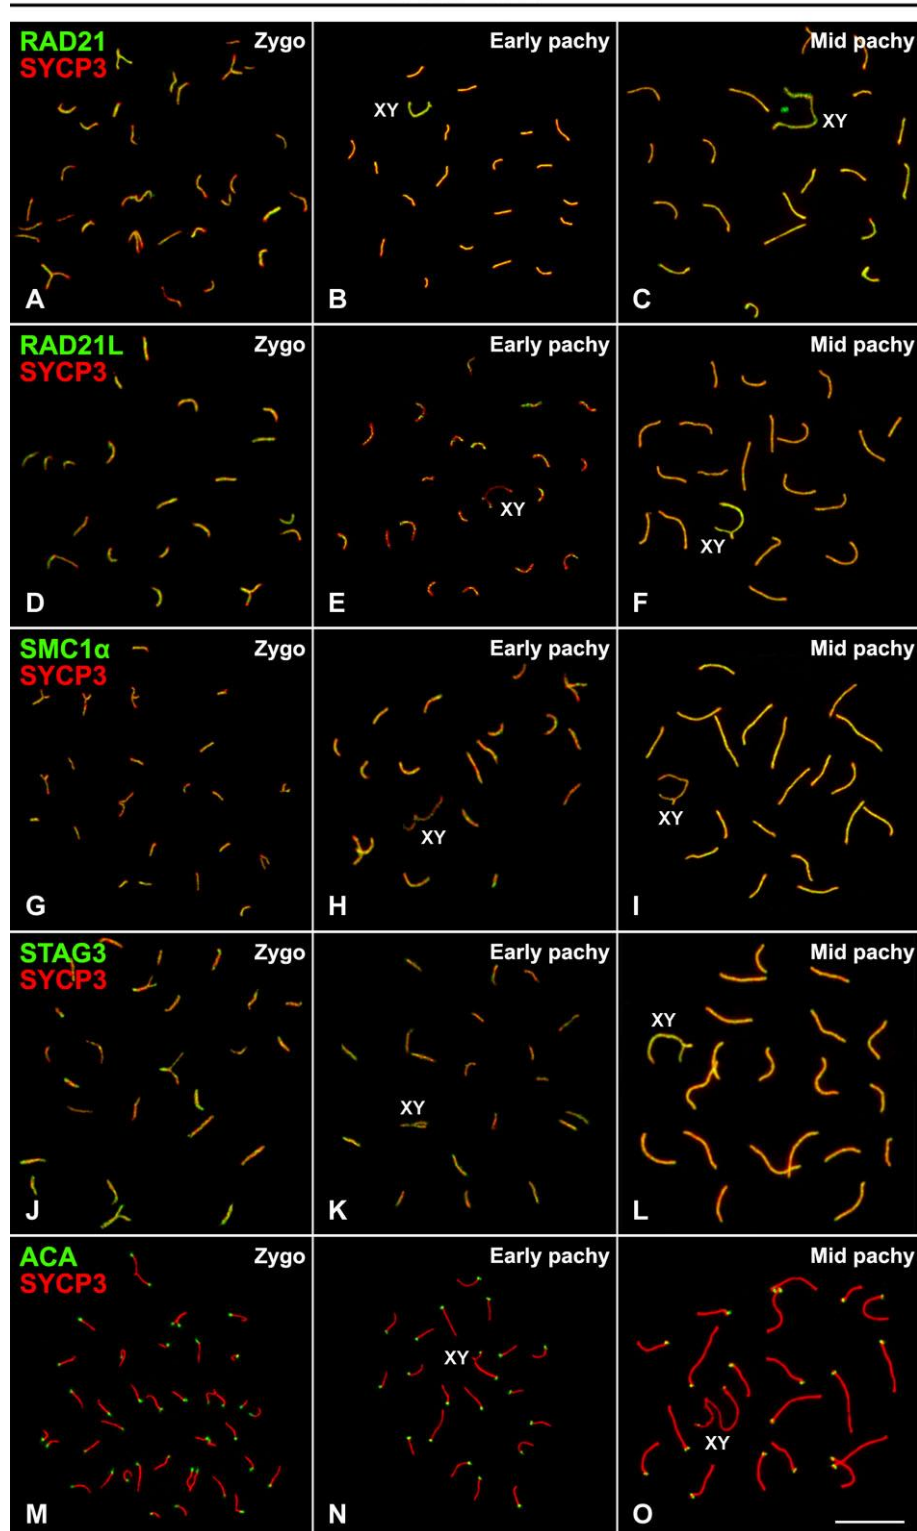 RAD21
SYCP3
Zygo
A
Early pachy
XY
B
Mid pachy
XY
C
RAD21L
SYCP3
Zygo
D
Early pachy
XY
E
Mid pachy
XY
F
SMC1α
SYCP3
Zygo
G
Early pachy
XY
H
Mid pachy
XY
I
STAG3
SYCP3
Zygo
J
Early pachy
XY
K
Mid pachy
XY
L
ACA
SYCP3
Zygo
M
Early pachy
XY
N
Mid pachy
XY
O